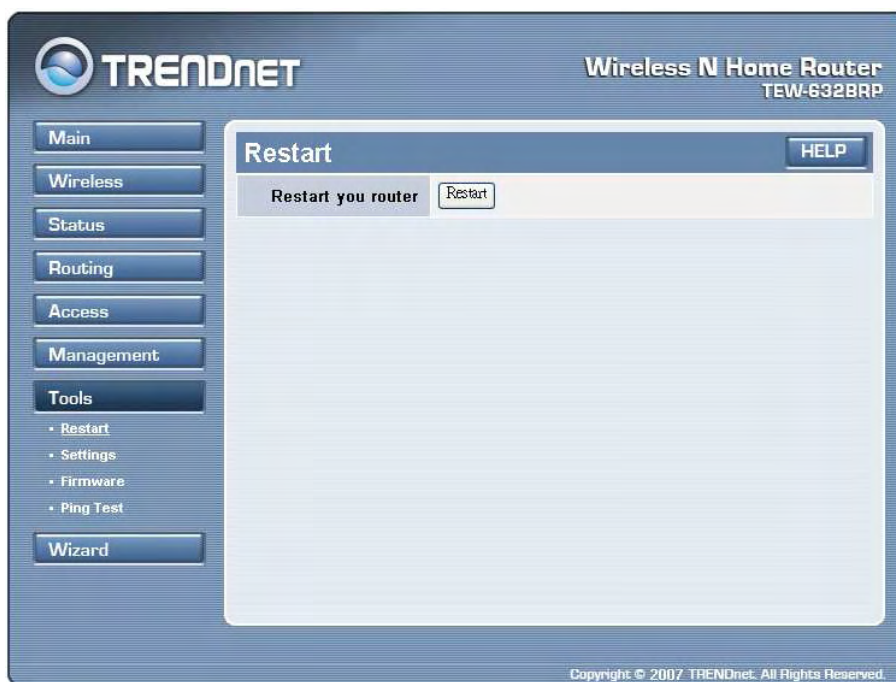 TRENDNET
Wireless N Home Router
TEW-632BRP
Main
Wireless
Status
Routing
Access
Management
Tools
• Restart
• Settings
• Firmware
• Ping Test
Wizard
Restart
HELP
Restart you router
Restart
Copyright © 2007 TRENDnet. All Rights Reserved.